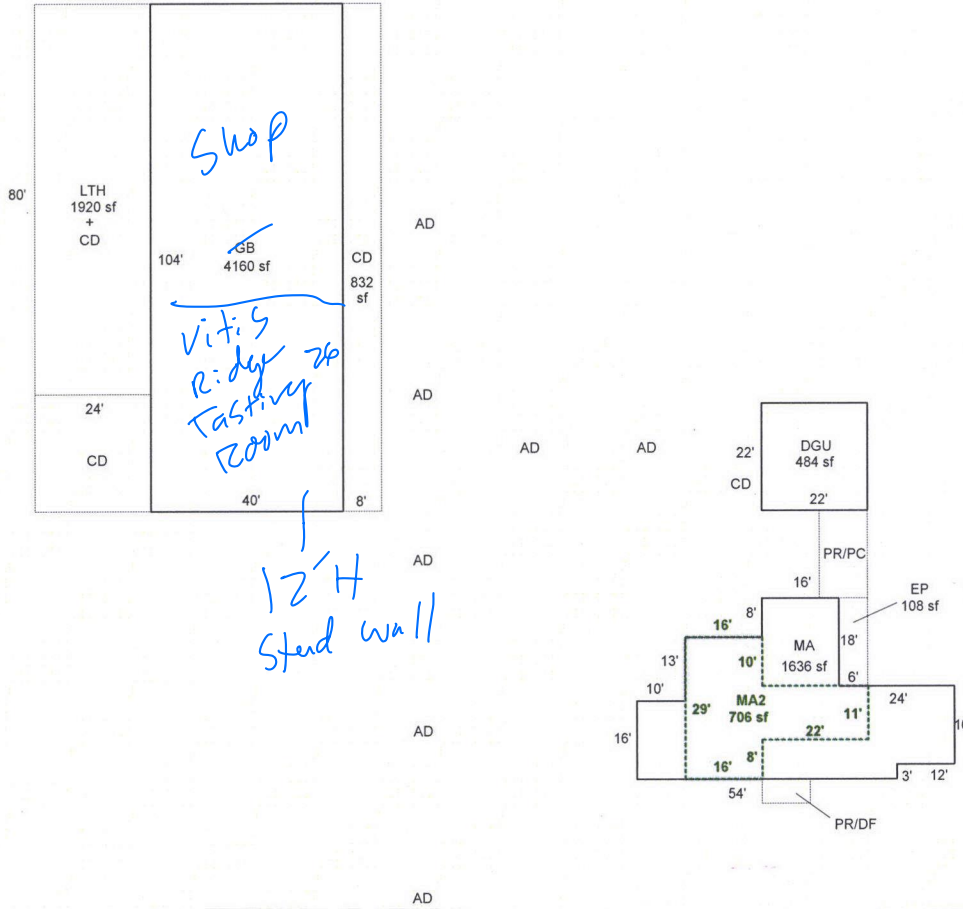 Shop
80'
LTH
1920 sf
+
CD
104'
GB
4160 sf
CD
832
sf
AD
Vitis
Ridge 26
Tasting
Room
24'
CD
40'
8'
AD
12' H
Stud wall
AD
AD
AD
AD
AD
22'
CD
DGU
484 sf
22'
PR/PC
16'
EP
108 sf
8'
16'
MA
1636 sf
18'
13'
10'
6'
10'
24'
MA2
706 sf
29'
11'
22'
16'
16'
8'
54'
3'
12'
PR/DF